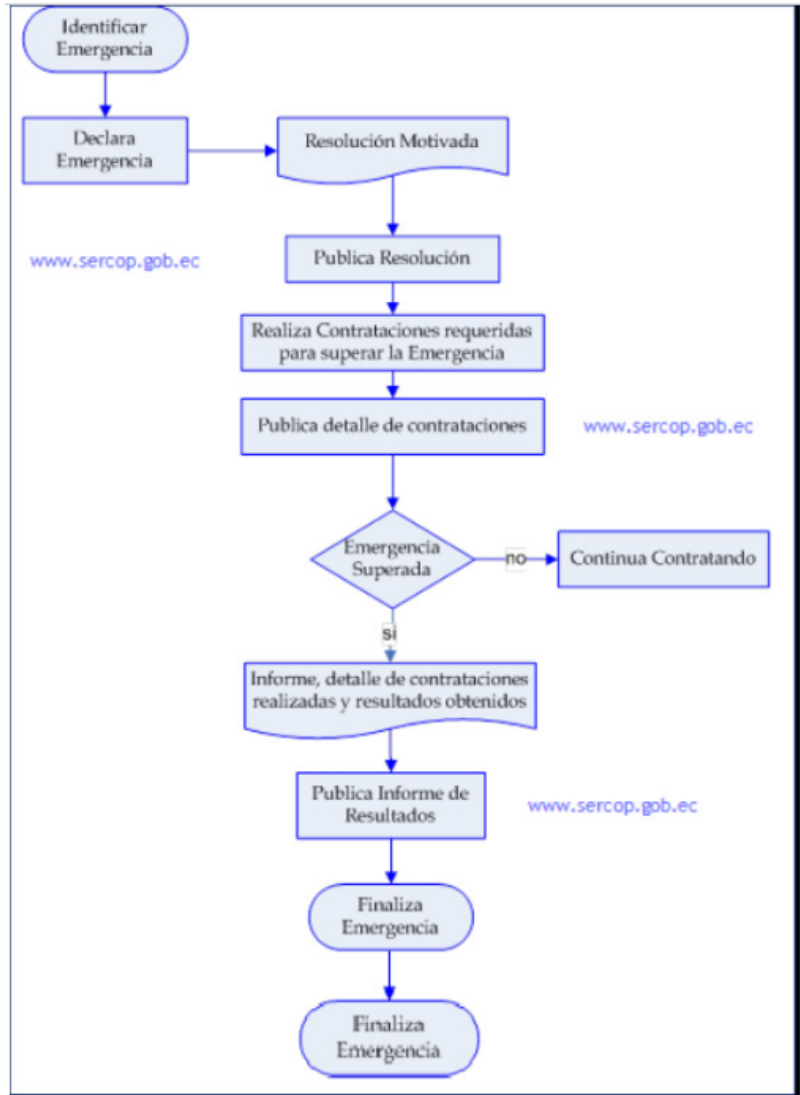 Identificar
Emergencia
Declara
Emergencia
Resolución Motivada
www.sercop.gob.ec
Publica Resolución
Realiza Contrataciones requeridas
para superar la Emergencia
Publica detalle de contrataciones
www.sercop.gob.ec
Emergencia
Superada
no
Continua Contratando
si
Informe, detalle de contrataciones
realizadas y resultados obtenidos
Publica Informe de
Resultados
www.sercop.gob.ec
Finaliza
Emergencia
Finaliza
Emergencia